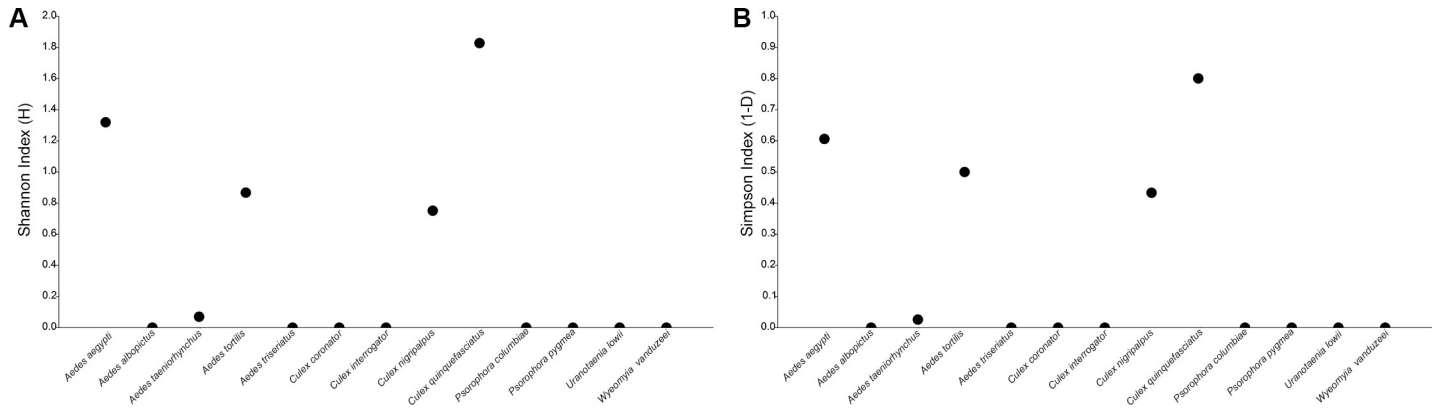 A
Shannon Index (H)
2.0
1.8
1.6
1.4
1.2
1.0
0.8
0.6
0.4
0.2
0.0
Aedes aegypti
Aedes albopictus
Aedes taeniorhynchus
Aedes tortilis
Aedes triseriatus
Culex coronator
Culex interrogator
Culex nigripalpus
Culex quinquefasciatus
Psorophora columbiae
Psorophora pygmea
Uranotaenia lowii
Wyeomyia vanduzeei
B
Simpson Index (1-D)
1.0
0.9
0.8
0.7
0.6
0.5
0.4
0.3
0.2
0.1
0.0
Aedes aegypti
Aedes albopictus
Aedes taeniorhynchus
Aedes tortilis
Aedes triseriatus
Culex coronator
Culex interrogator
Culex nigripalpus
Culex quinquefasciatus
Psorophora columbiae
Psorophora pygmea
Uranotaenia lowii
Wyeomyia vanduzeei